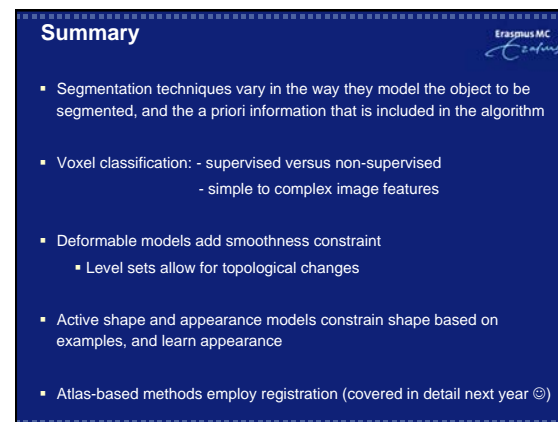 Summary
Erasmus MC
▪ Segmentation techniques vary in the way they model the object to be
segmented, and the a priori information that is included in the algorithm
▪ Voxel classification: - supervised versus non-supervised
- simple to complex image features
▪ Deformable models add smoothness constraint
▪ Level sets allow for topological changes
▪ Active shape and appearance models constrain shape based on
examples, and learn appearance
▪ Atlas-based methods employ registration (covered in detail next year ☺)